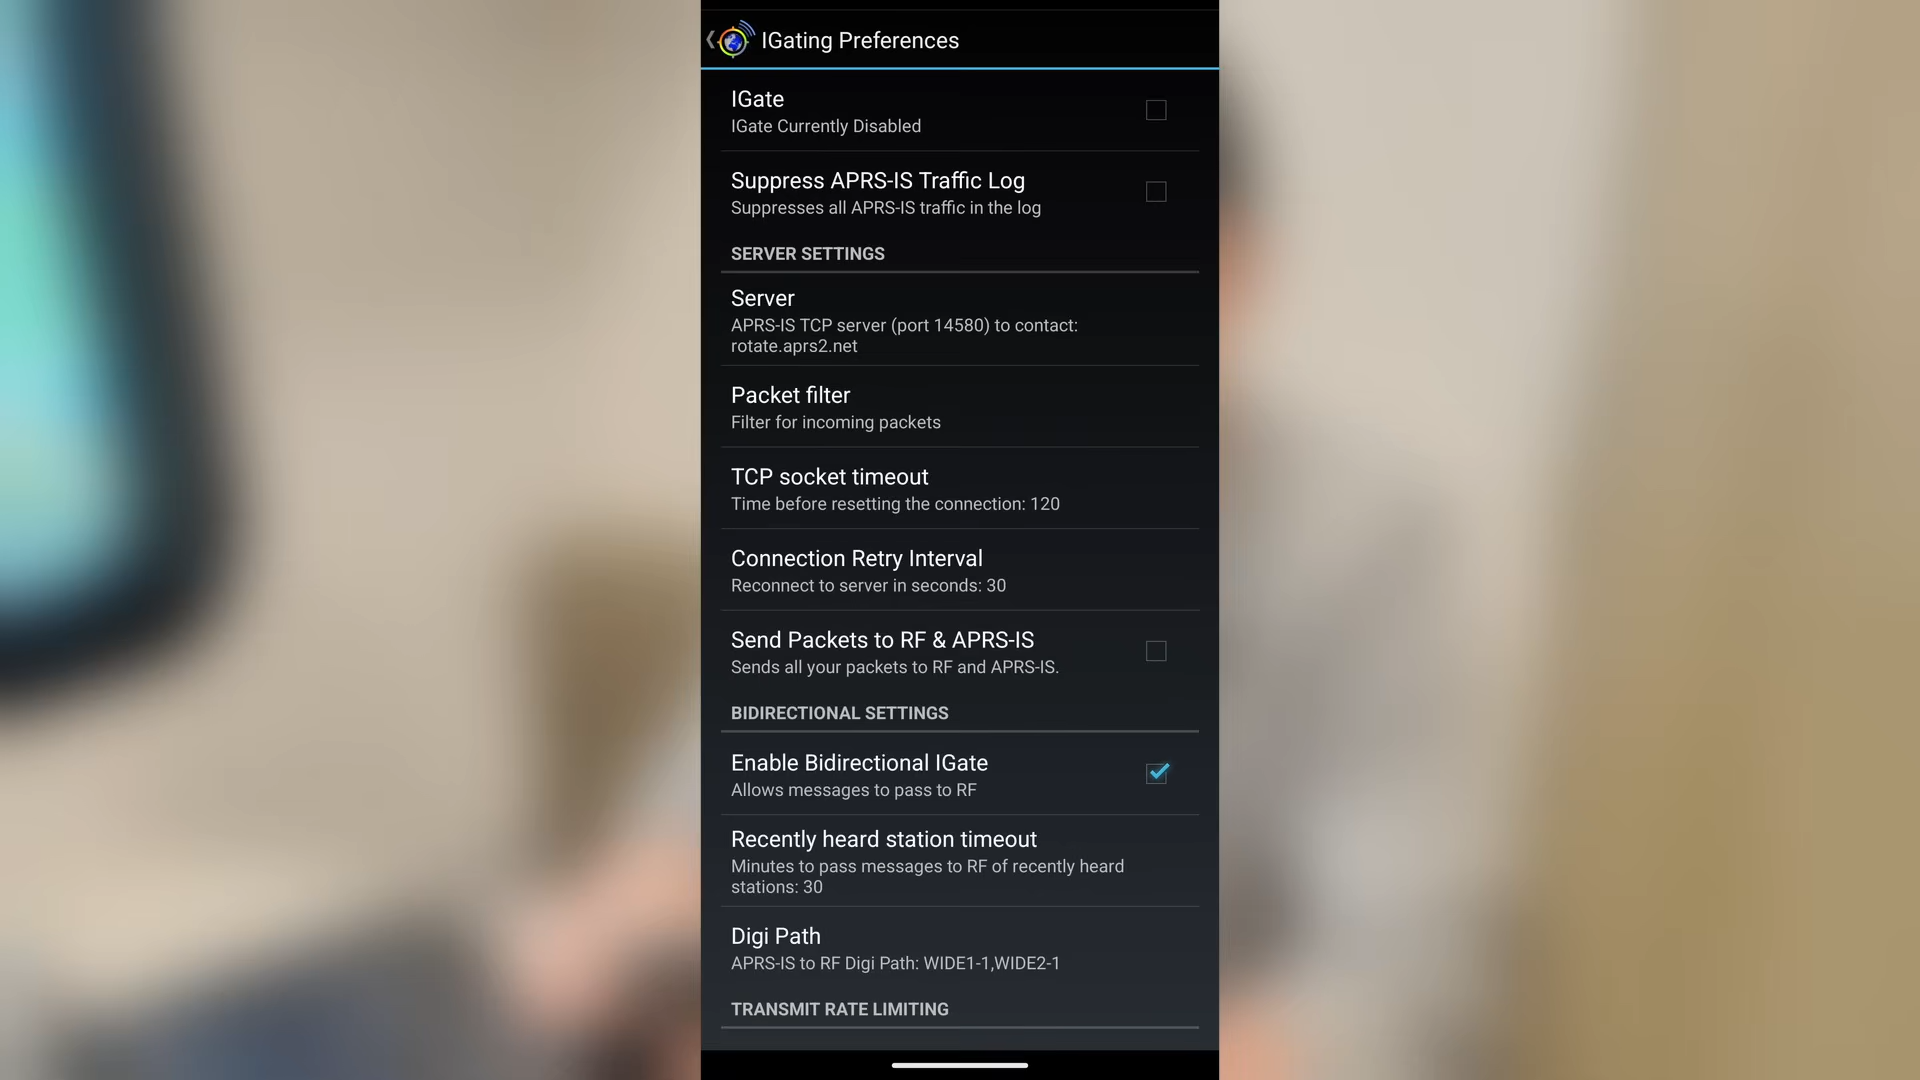 IGating Preferences
IGate
IGate Currently Disabled
Suppress APRS-IS Traffic Log
Suppresses all APRS-IS traffic in the log
SERVER SETTINGS
Server
APRS-IS TCP server (port 14580) to contact:
rotate.aprs2.net
Packet filter
Filter for incoming packets
TCP socket timeout
Time before resetting the connection: 120
Connection Retry Interval
Reconnect to server in seconds: 30
Send Packets to RF & APRS-IS
Sends all your packets to RF and APRS-IS.
BIDIRECTIONAL SETTINGS
Enable Bidirectional IGate
Allows messages to pass to RF
Recently heard station timeout
Minutes to pass messages to RF of recently heard
stations: 30
Digi Path
APRS-IS to RF Digi Path: WIDE1-1,WIDE2-1
TRANSMIT RATE LIMITING